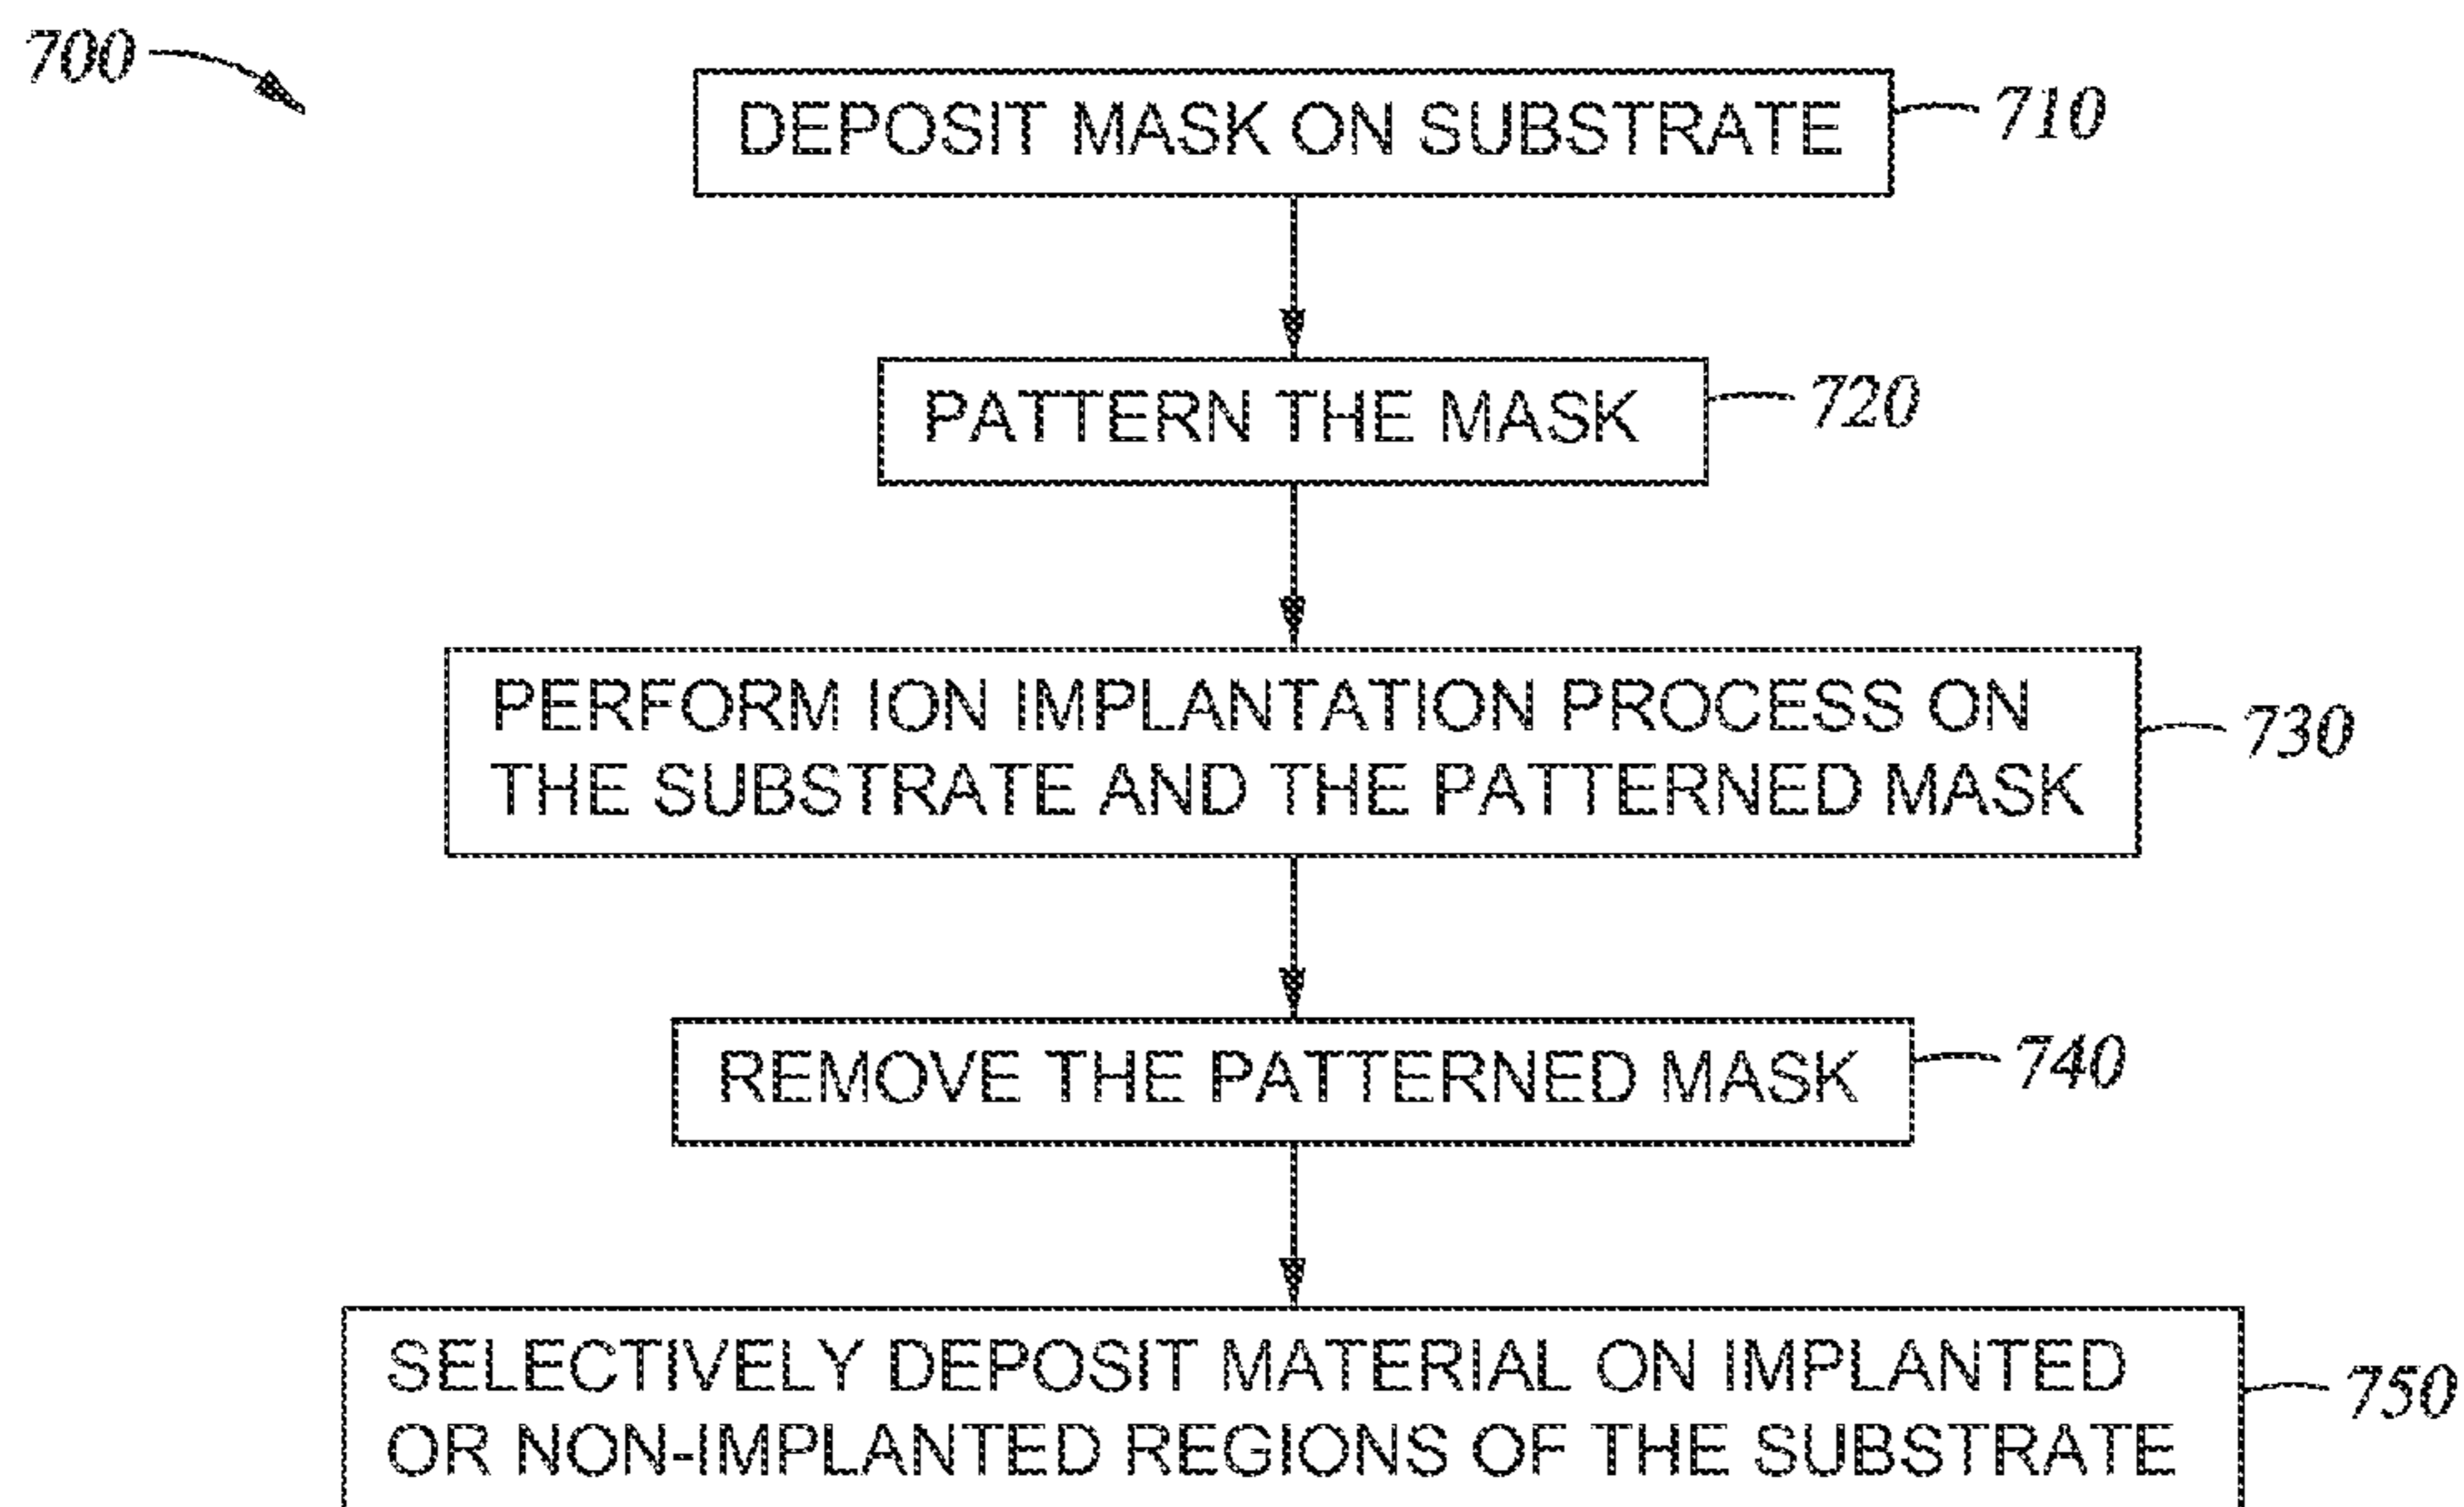 700
DEPOSIT MASK ON SUBSTRATE
710
PATTERN THE MASK
720
PERFORM ION IMPLANTATION PROCESS ON
THE SUBSTRATE AND THE PATTERNED MASK
730
REMOVE THE PATTERNED MASK
740
SELECTIVELY DEPOSIT MATERIAL ON IMPLANTED
OR NON-IMPLANTED REGIONS OF THE SUBSTRATE
750